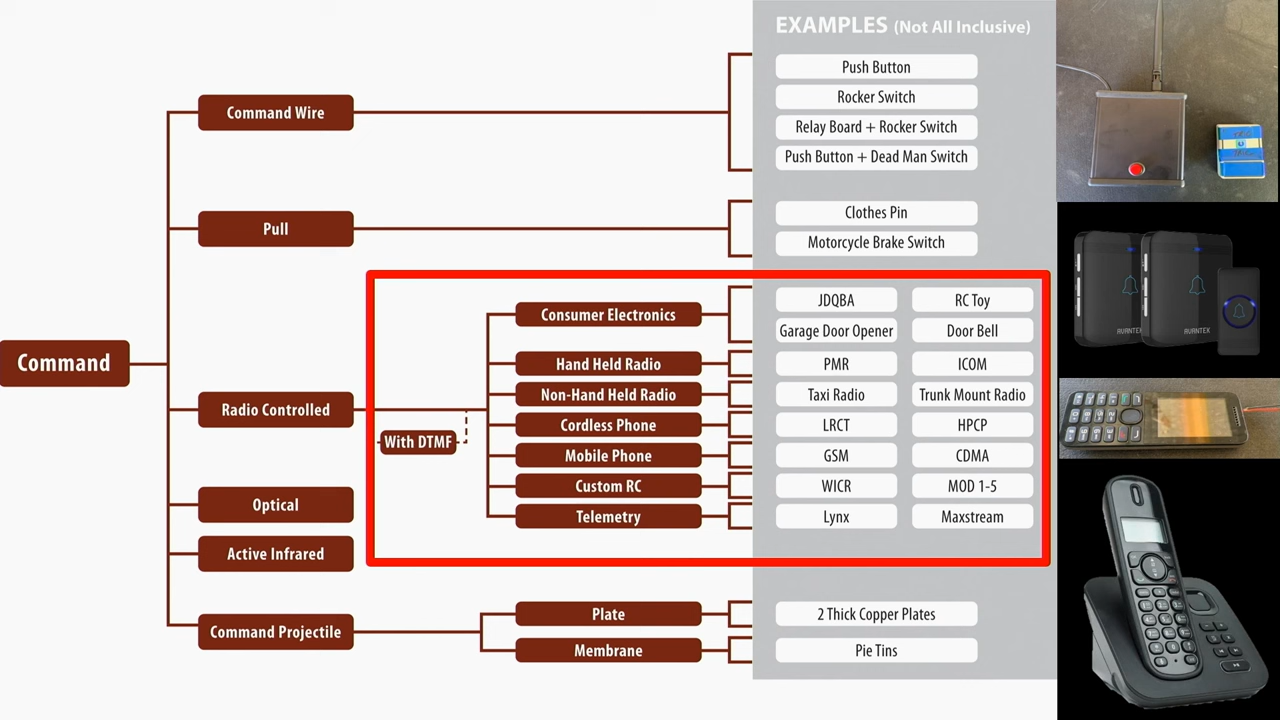 EXAMPLES (Not All Inclusive)
Push Button
Command Wire
Rocker Switch
Relay Board + Rocker Switch
Push Button + Dead Man Switch
Pull
Clothes Pin
Motorcycle Brake Switch
Command
Radio Controlled
With DTMF
Consumer Electronics
JDQBA
RC Toy
Garage Door Opener
Door Bell
Hand Held Radio
PMR
ICOM
Non-Hand Held Radio
Taxi Radio
Trunk Mount Radio
Cordless Phone
LRCT
HPCP
Mobile Phone
GSM
CDMA
Custom RC
WICR
MOD 1-5
Telemetry
Lynx
Maxstream
Optical
Active Infrared
Command Projectile
Plate
2 Thick Copper Plates
Membrane
Pie Tins
AVANTEK
AVANTEK